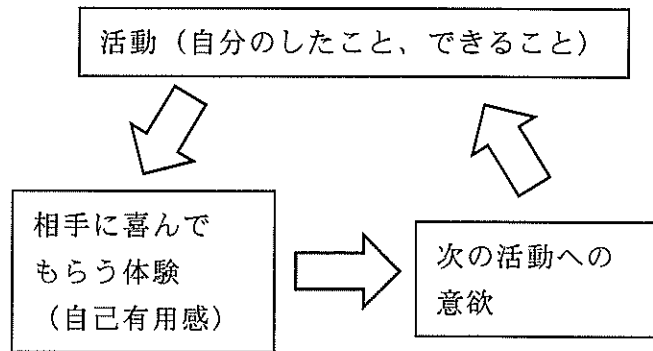 活動（自分のしたこと、できること）
相手に喜んで
もらう体験
（自己有用感）
次の活動への
意欲